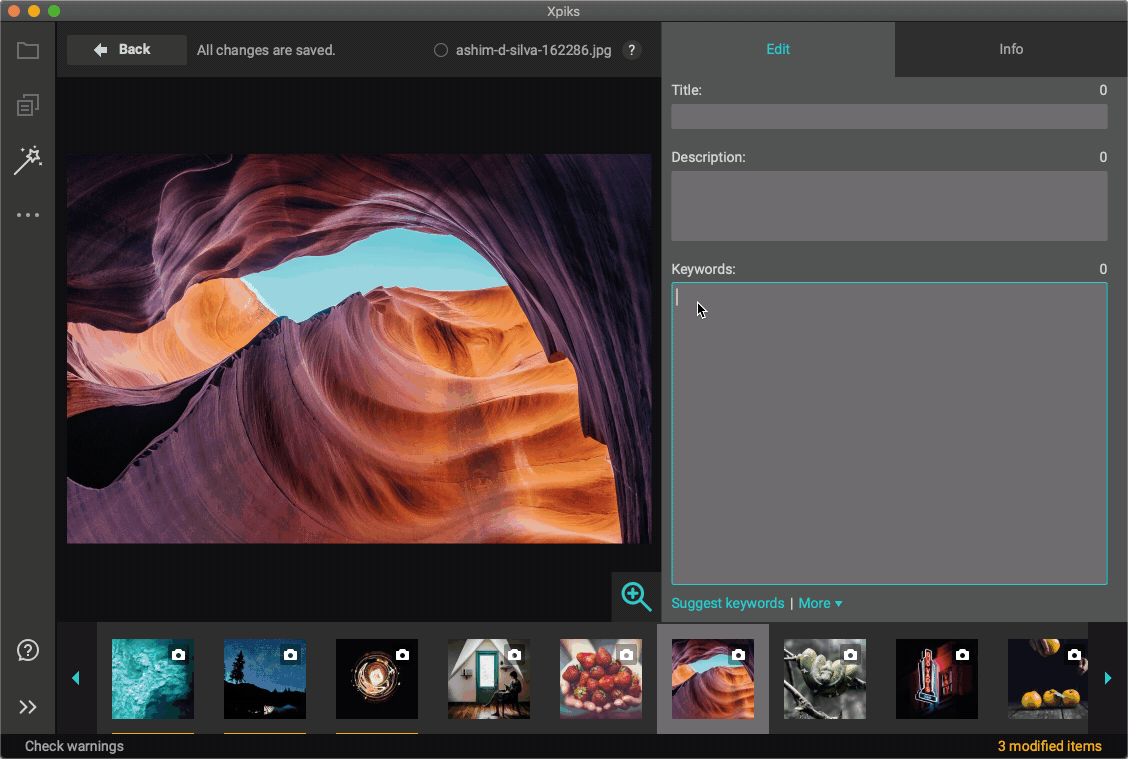 Xpiks
Back
All changes are saved.
ashim-d-silva-162286.jpg
?
Edit
Info
Title:
0
Description:
0
Keywords:
0
Suggest keywords | More
Check warnings
3 modified items